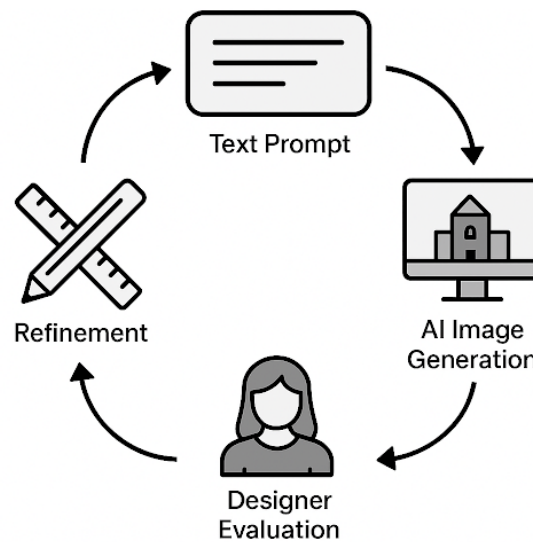 Text Prompt
AI Image
Generation
Designer
Evaluation
Refinement